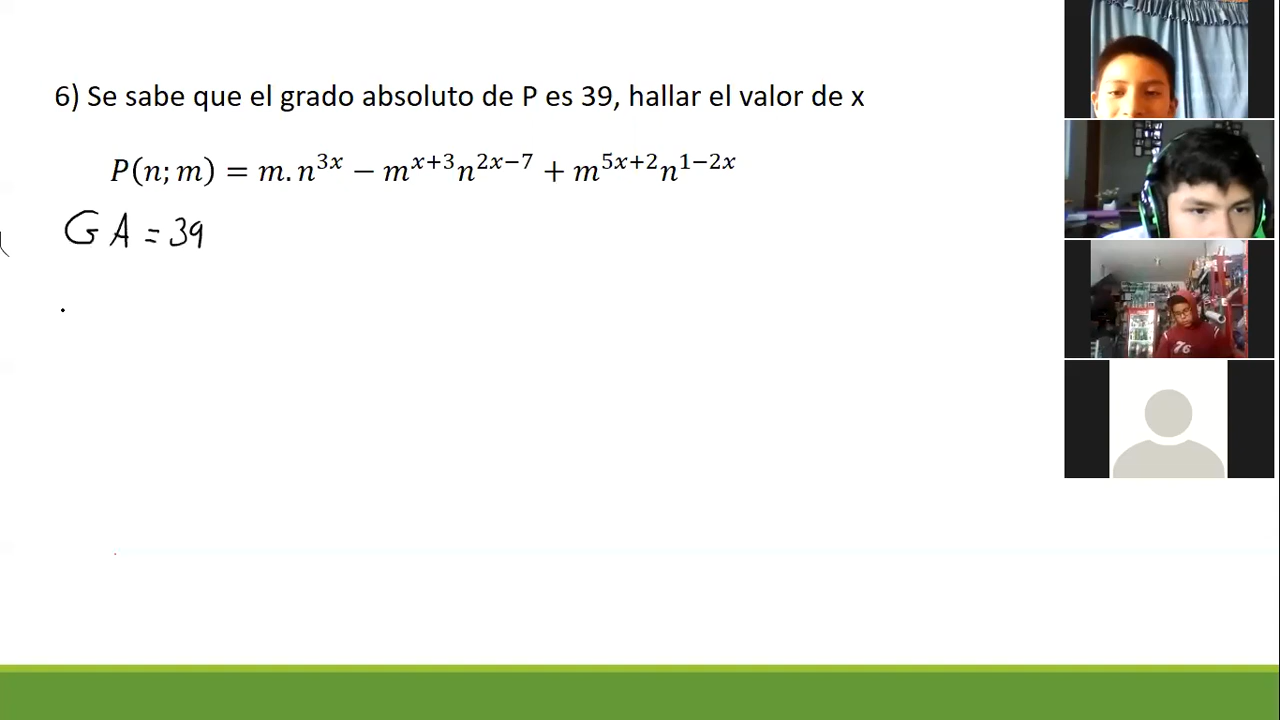 6) Se sabe que el grado absoluto de P es 39, hallar el valor de x
P(n; m) = m. n^{3x} − m^{x+3}n^{2x−7} + m^{5x+2}n^{1−2x}
G A = 39
76